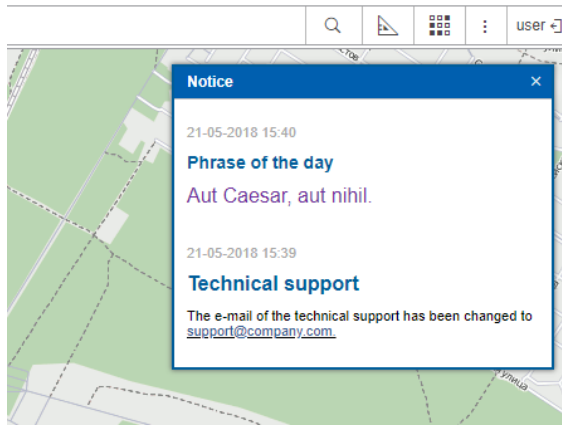 user
Notice
21-05-2018 15:40
Phrase of the day
Aut Caesar, aut nihil.
21-05-2018 15:39
Technical support
The e-mail of the technical support has been changed to
support@company.com.
улица